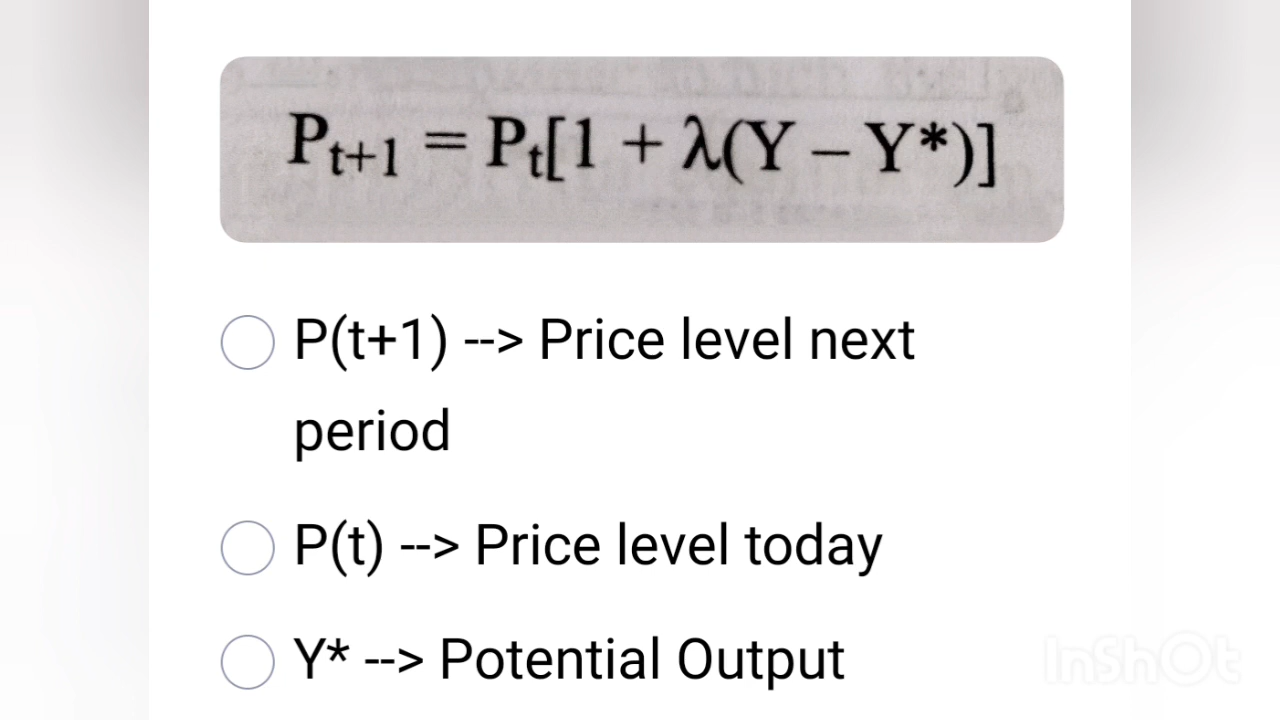 Pt+1 = Pt[1 + λ(Y – Y*)]
P(t+1) --> Price level next
period
P(t) --> Price level today
Y* --> Potential Output
InShOt